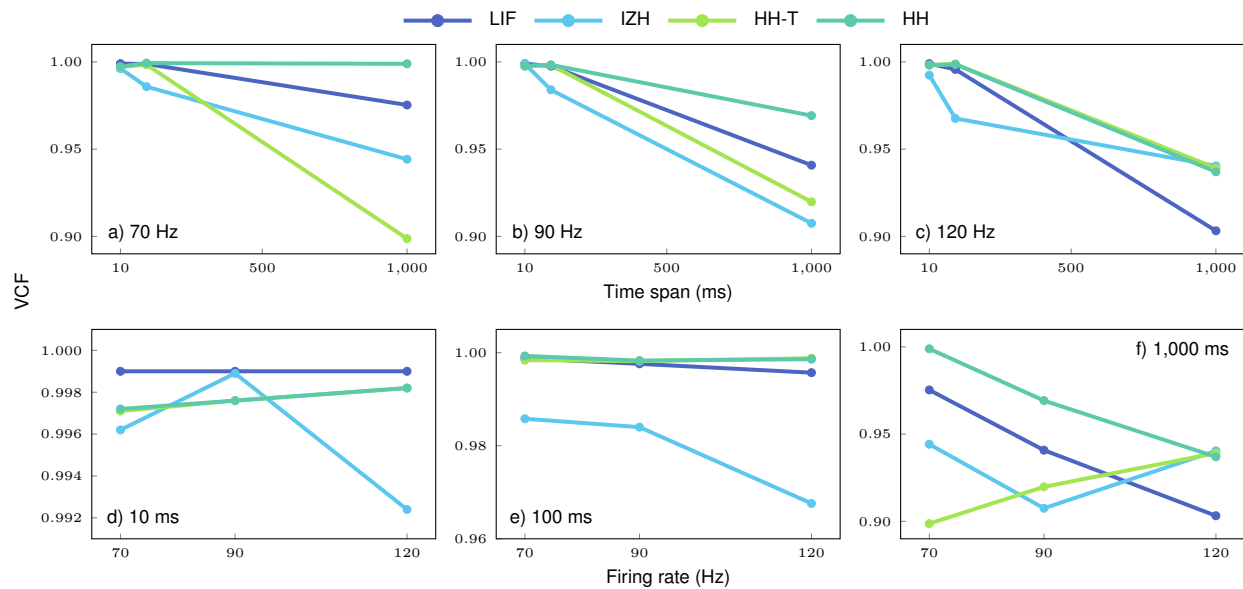 LIF IZH HH-T HH
1.00
0.95
0.90
a) 70 Hz
10 500 1,000
b) 90 Hz
10 500 1,000
1.00
0.95
0.90
c) 120 Hz
10 500 1,000
1.00
0.95
0.90
Time span (ms)
VCF
1.000
0.998
0.996
0.994
0.992
d) 10 ms
70 90 120
1.00
0.98
0.96
e) 100 ms
70 90 120
1.00
0.95
0.90
f) 1,000 ms
70 90 120
Firing rate (Hz)